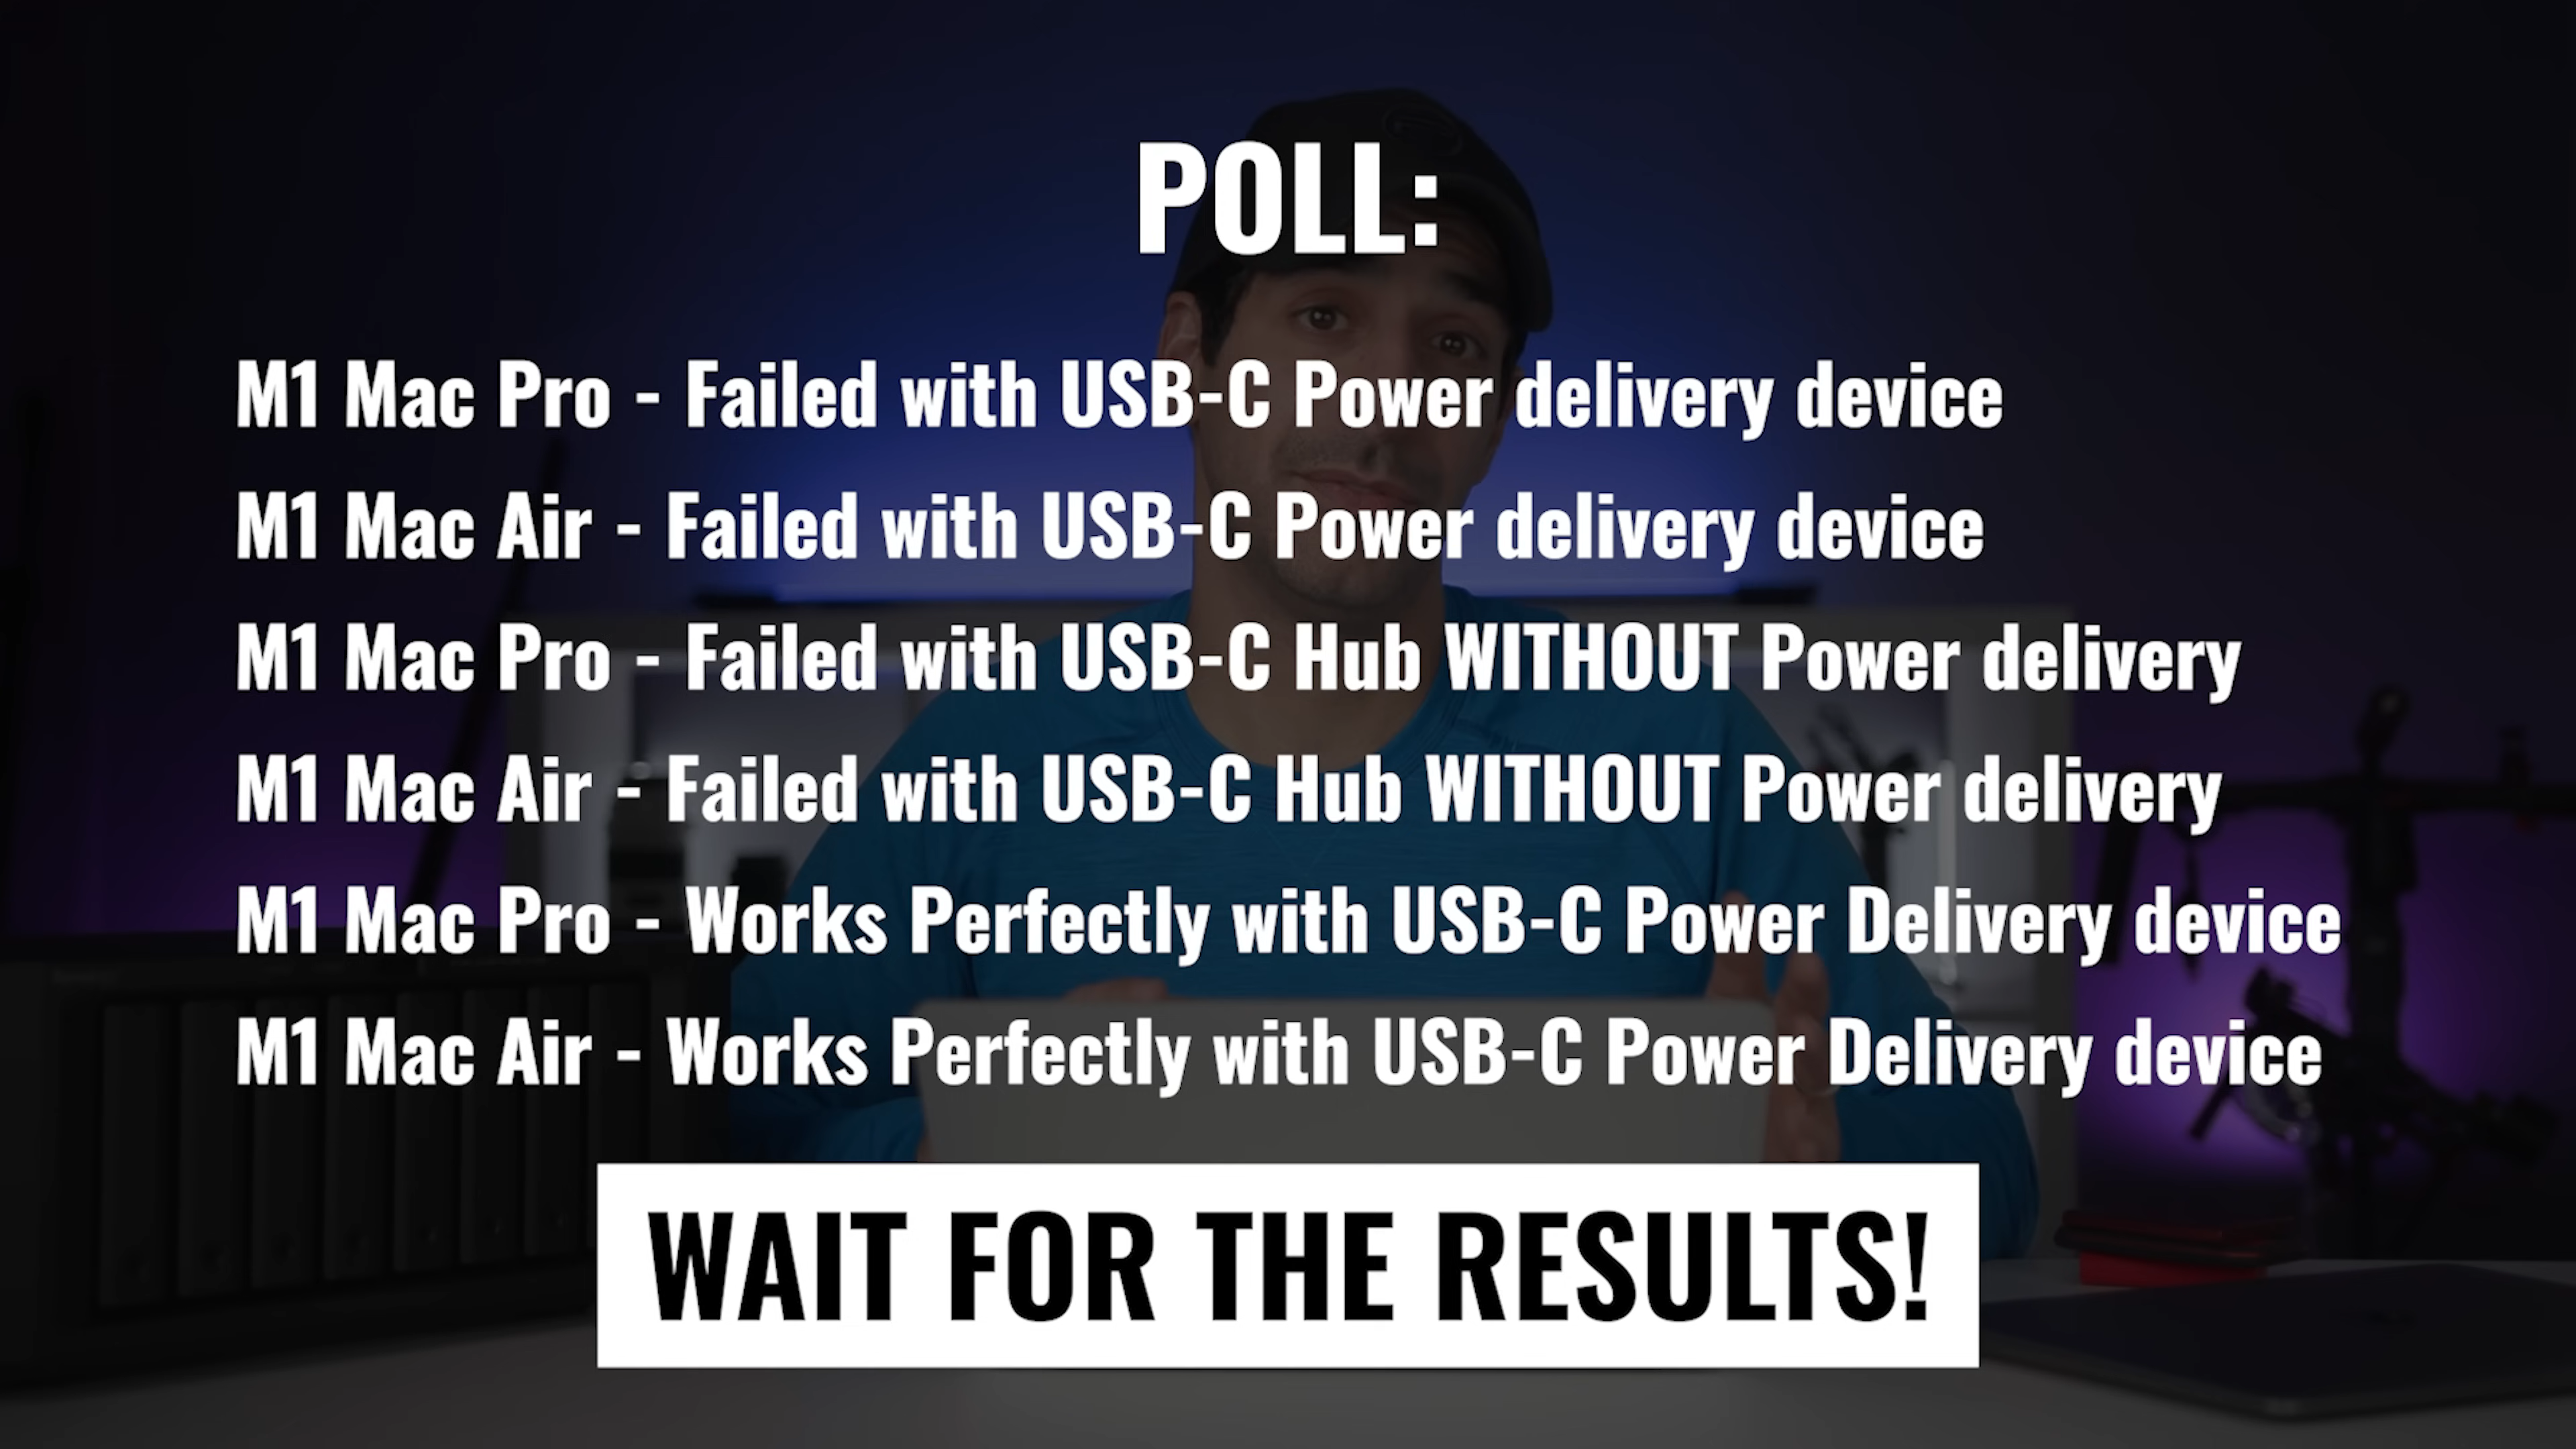 POLL:
M1 Mac Pro - Failed with USB-C Power delivery device
M1 Mac Air - Failed with USB-C Power delivery device
M1 Mac Pro - Failed with USB-C Hub WITHOUT Power delivery
M1 Mac Air - Failed with USB-C Hub WITHOUT Power delivery
M1 Mac Pro - Works Perfectly with USB-C Power Delivery device
M1 Mac Air - Works Perfectly with USB-C Power Delivery device
WAIT FOR THE RESULTS!